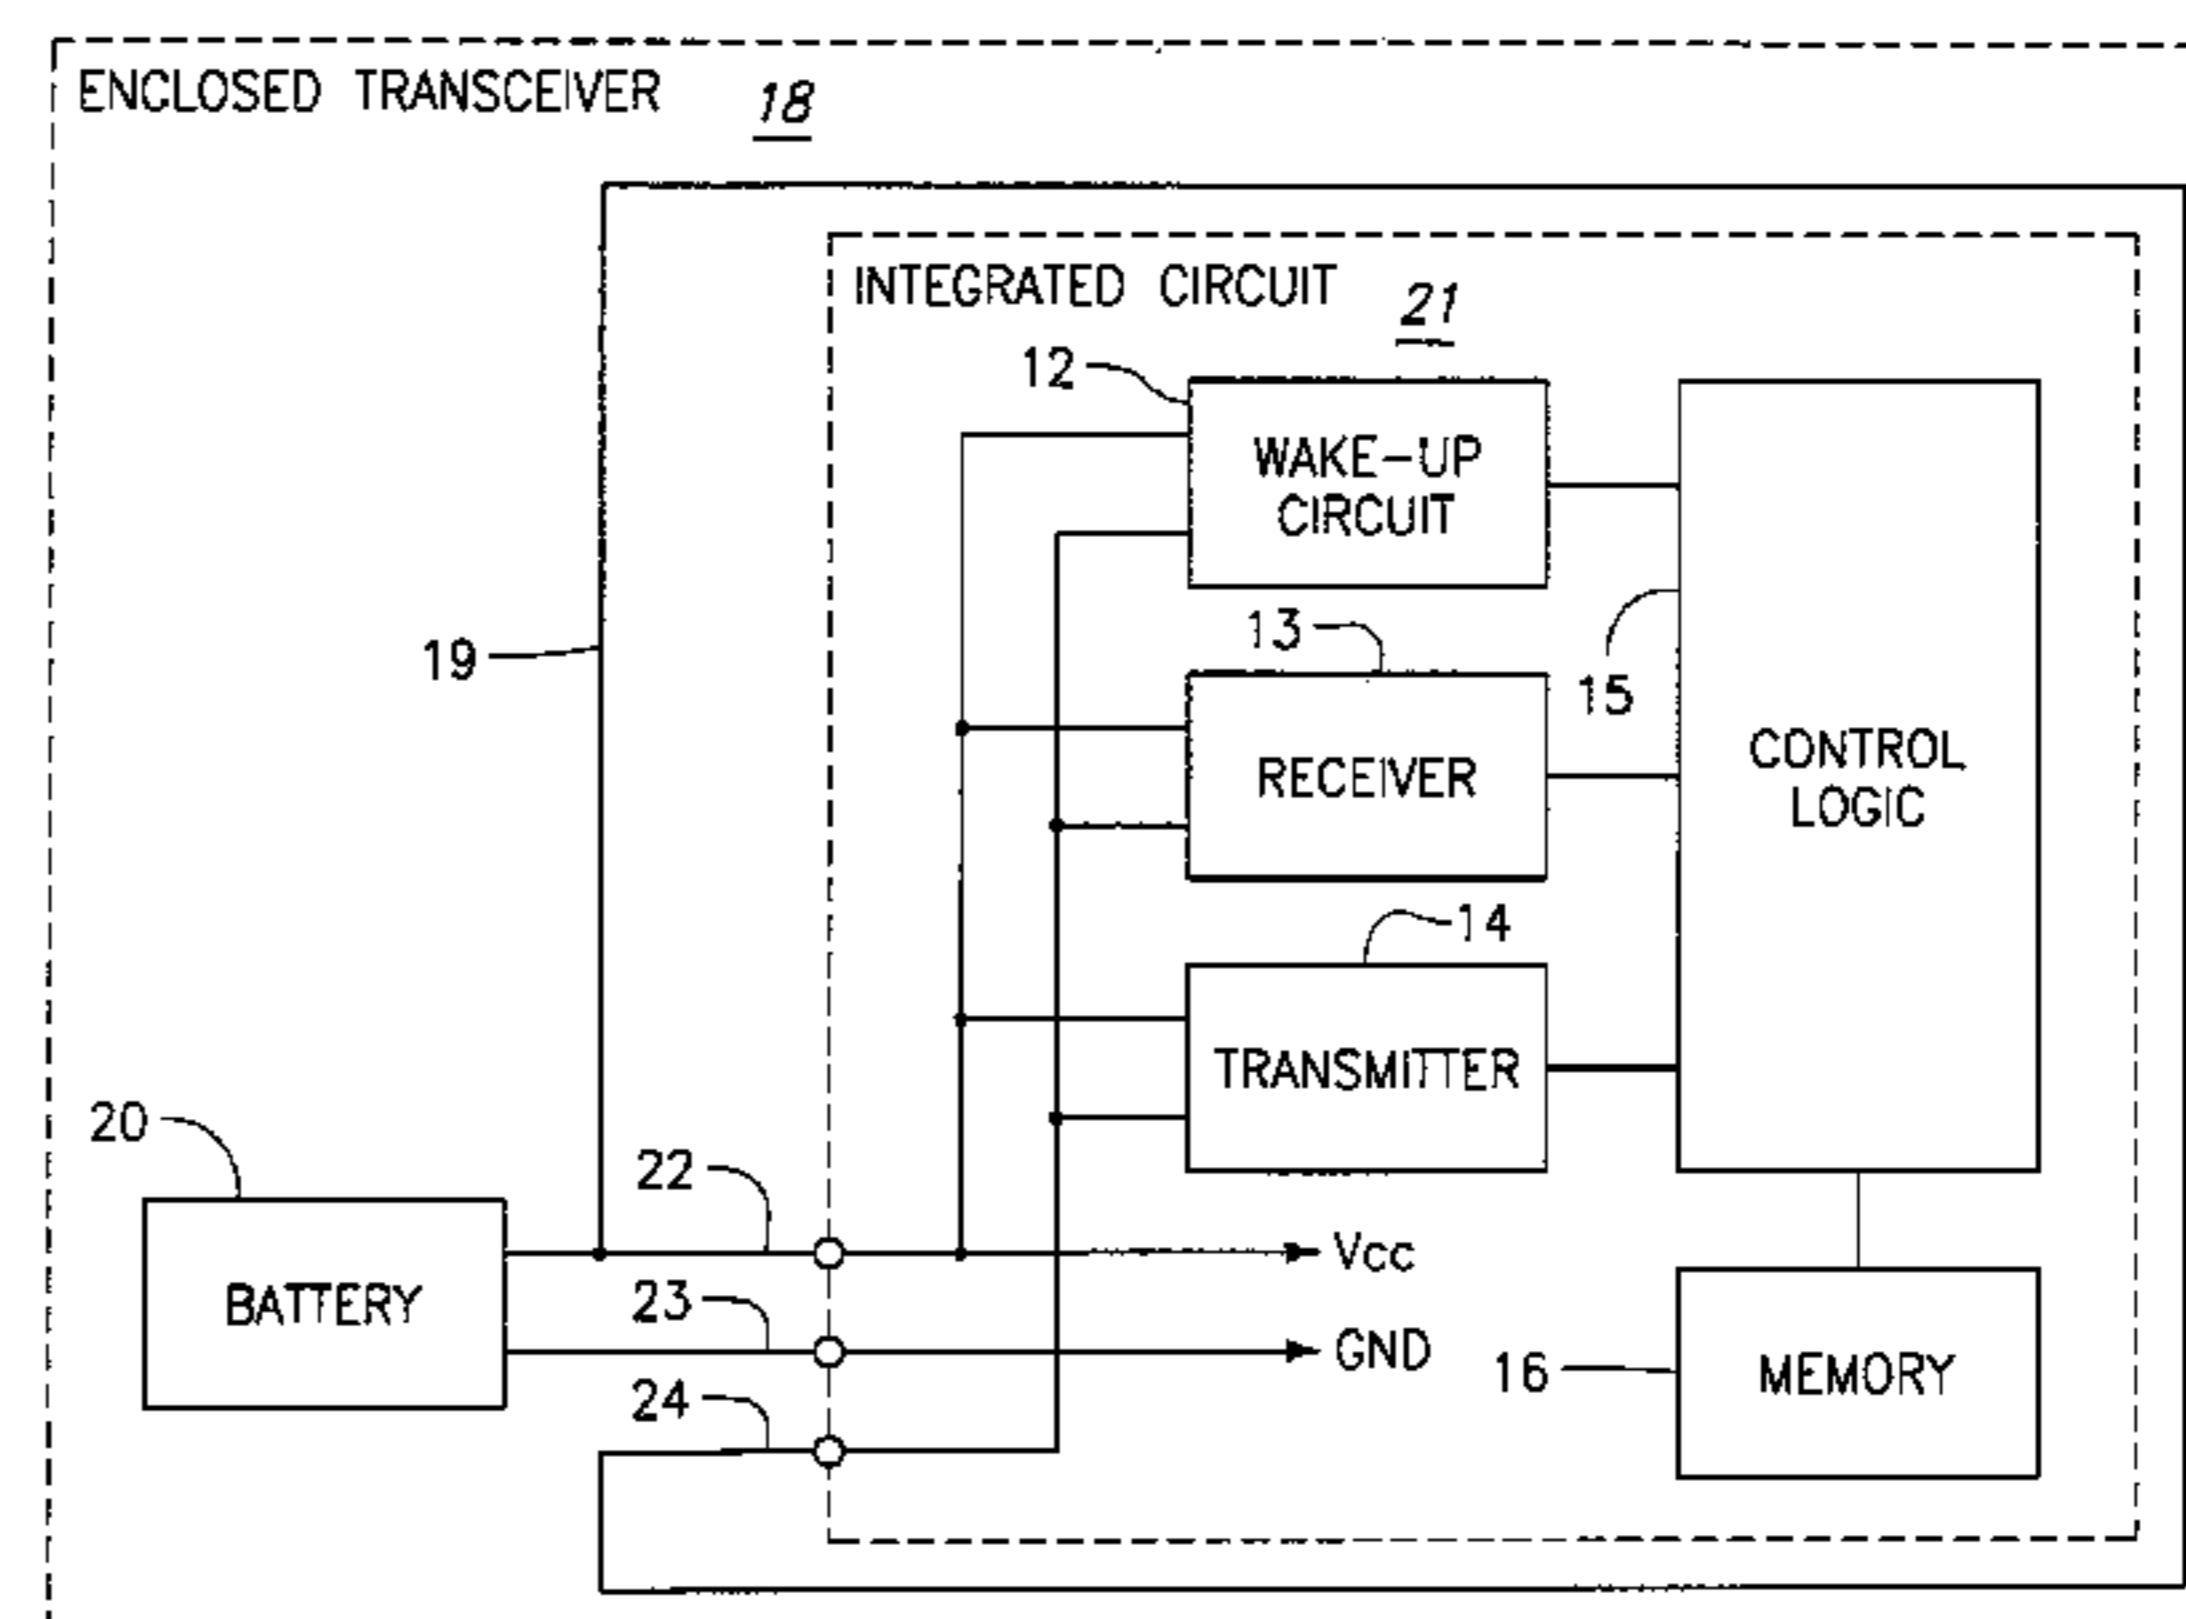 ENCLOSED TRANSCEIVER 18
INTEGRATED CIRCUIT 21
12
WAKE-UP
CIRCUIT
13
19
15
RECEIVER
CONTROL
LOGIC
14
TRANSMITTER
20
22
BATTERY
Vcc
23
GND
24
16
MEMORY